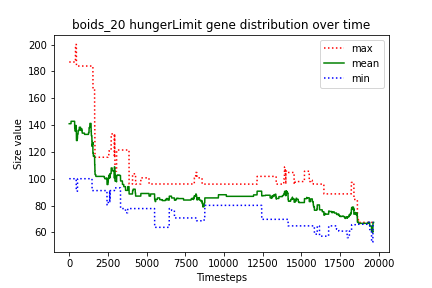 boids_20 hungerLimit gene distribution over time
max
mean
min
Size value
200
180
160
140
120
100
80
60
0 2500 5000 7500 10000 12500 15000 17500 20000
Timesteps